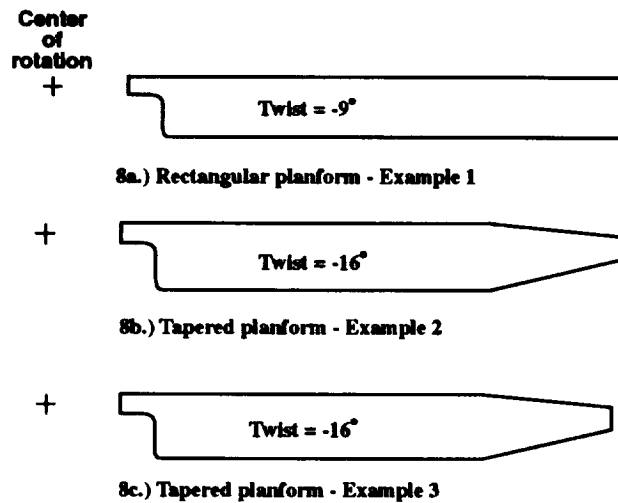 Center
of
rotation
+
Twist = -9°
8a.) Rectangular planform - Example 1
+
Twist = -16°
8b.) Tapered planform - Example 2
+
Twist = -16°
8c.) Tapered planform - Example 3